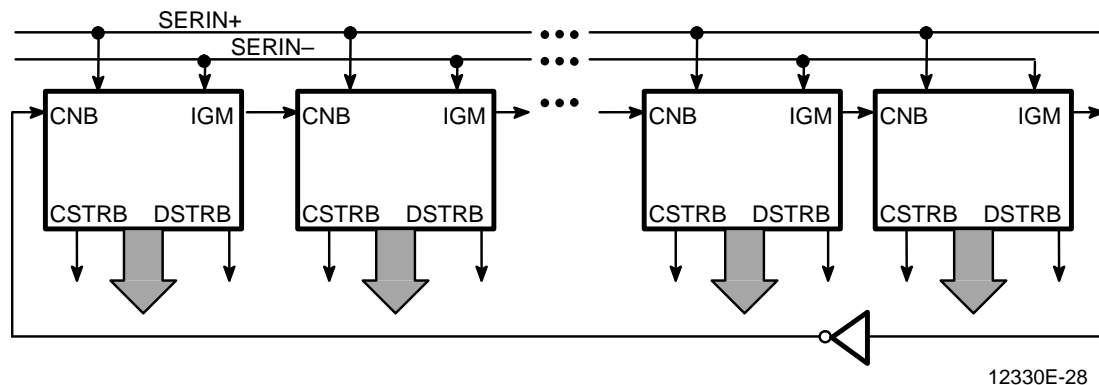 SERIN+
SERIN–
CNB IGM CNB IGM CNB IGM CNB IGM
CSTRB DSTRB CSTRB DSTRB CSTRB DSTRB CSTRB DSTRB
12330E-28